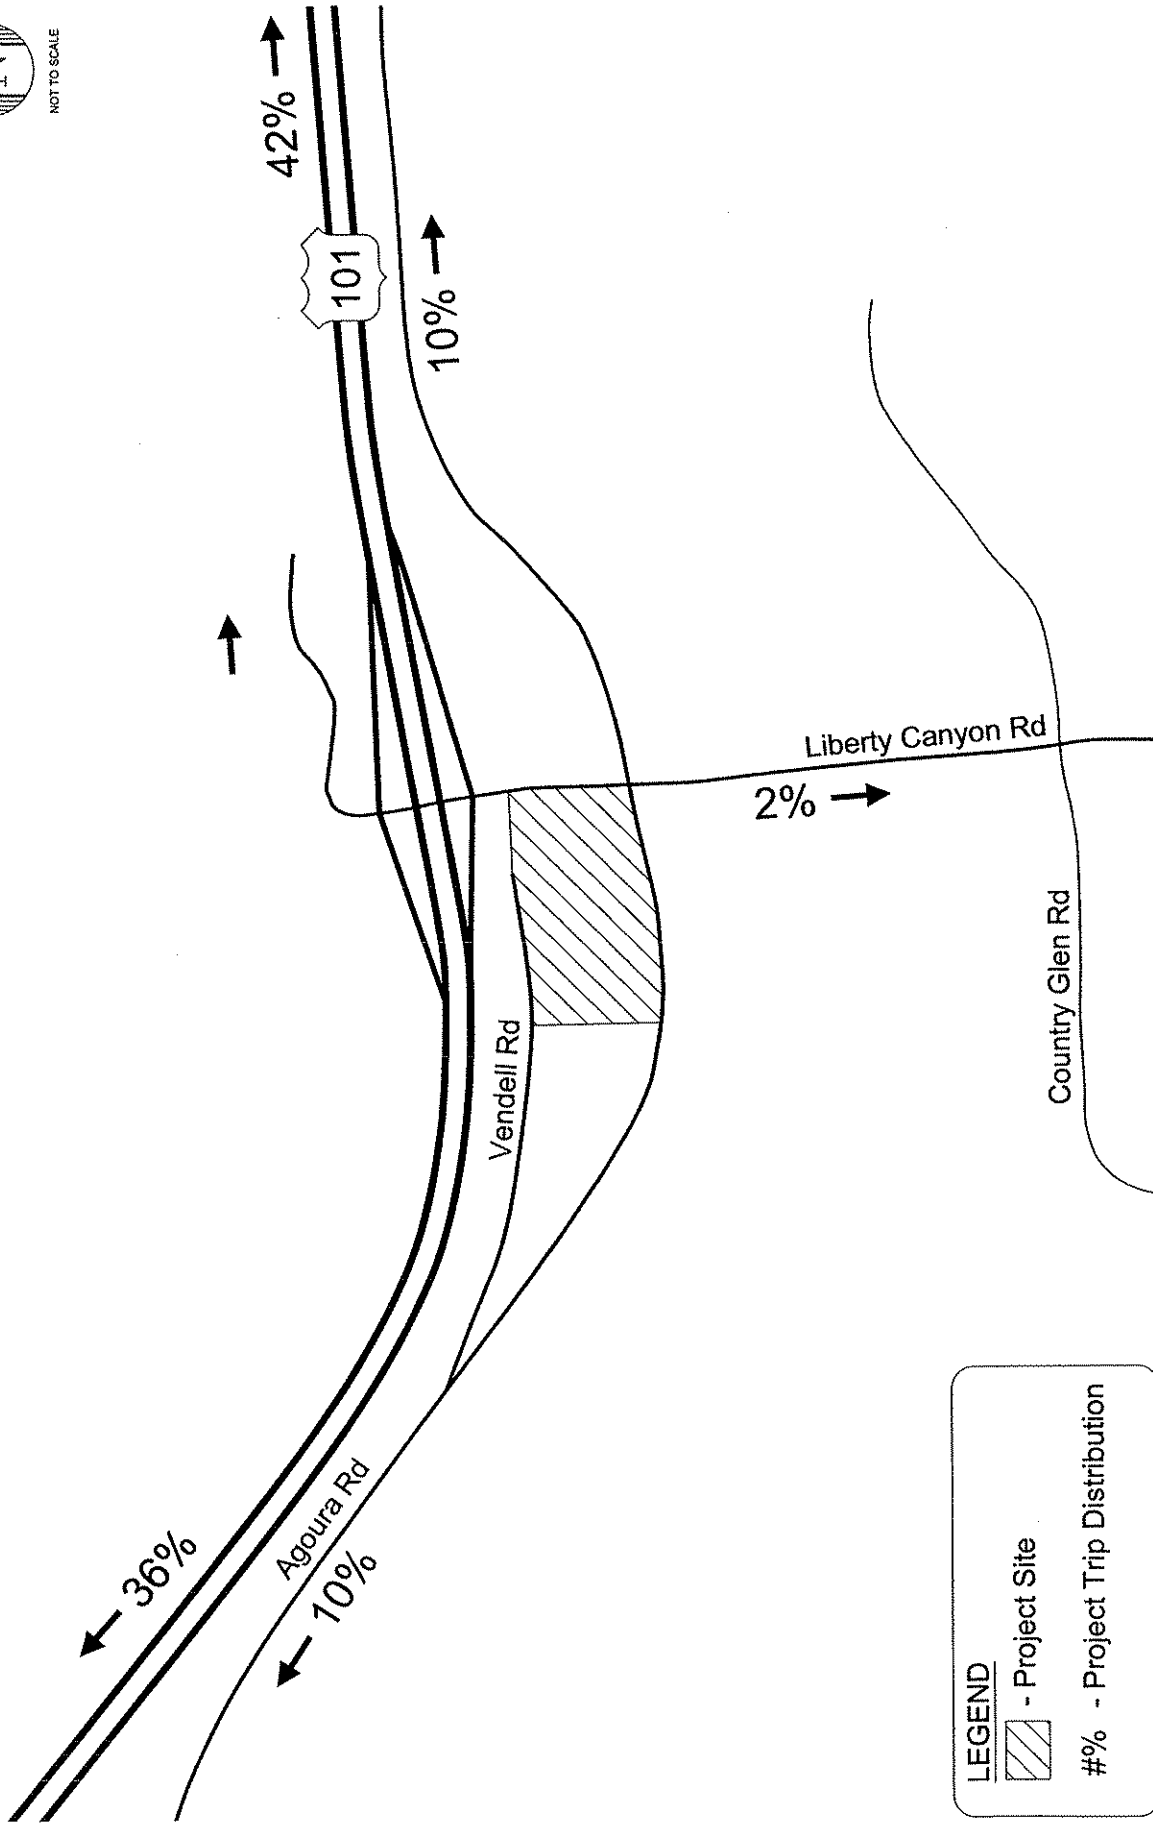 NOT TO SCALE
42%
101
10%
Liberty Canyon Rd
2%
Vendell Rd
Country Glen Rd
36%
Agoura Rd
10%
LEGEND
- Project Site
#% - Project Trip Distribution